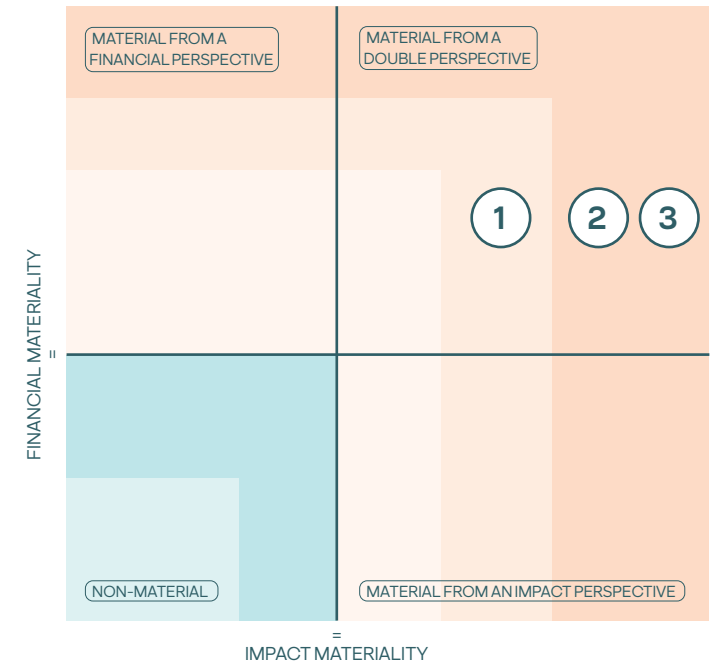 MATERIAL FROM A
FINANCIAL PERSPECTIVE
MATERIAL FROM A
DOUBLE PERSPECTIVE
1
2
3
FINANCIAL MATERIALITY
=
NON-MATERIAL
MATERIAL FROM AN IMPACT PERSPECTIVE
=
IMPACT MATERIALITY